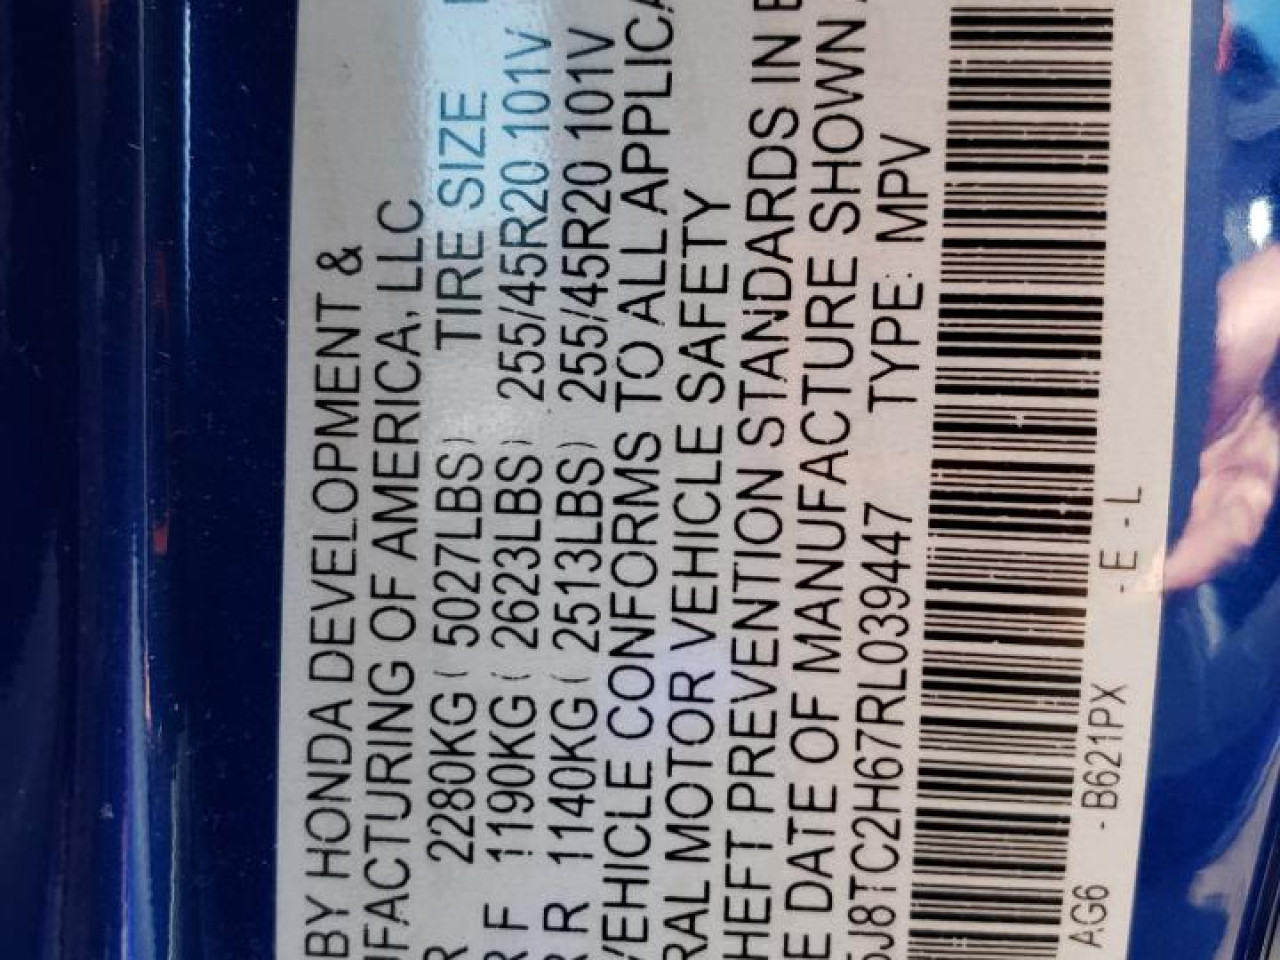 BY HONDA DEVELOPMENT &
UFACTURING OF AMERICA, LLC
R 2280KG ( 5027LBS) TIRE SIZE
R F 1190KG ( 2623LBS) 255/45R20 101V
R R 1140KG ( 2513LBS) 255/45R20 101V
VEHICLE CONFORMS TO ALL APPLICA
RAL MOTOR VEHICLE SAFETY
HEFT PREVENTION STANDARDS IN E
E DATE OF MANUFACTURE SHOWN
5J8TC2H67RL039447 TYPE: MPV
AG6 - B621PX - E - L